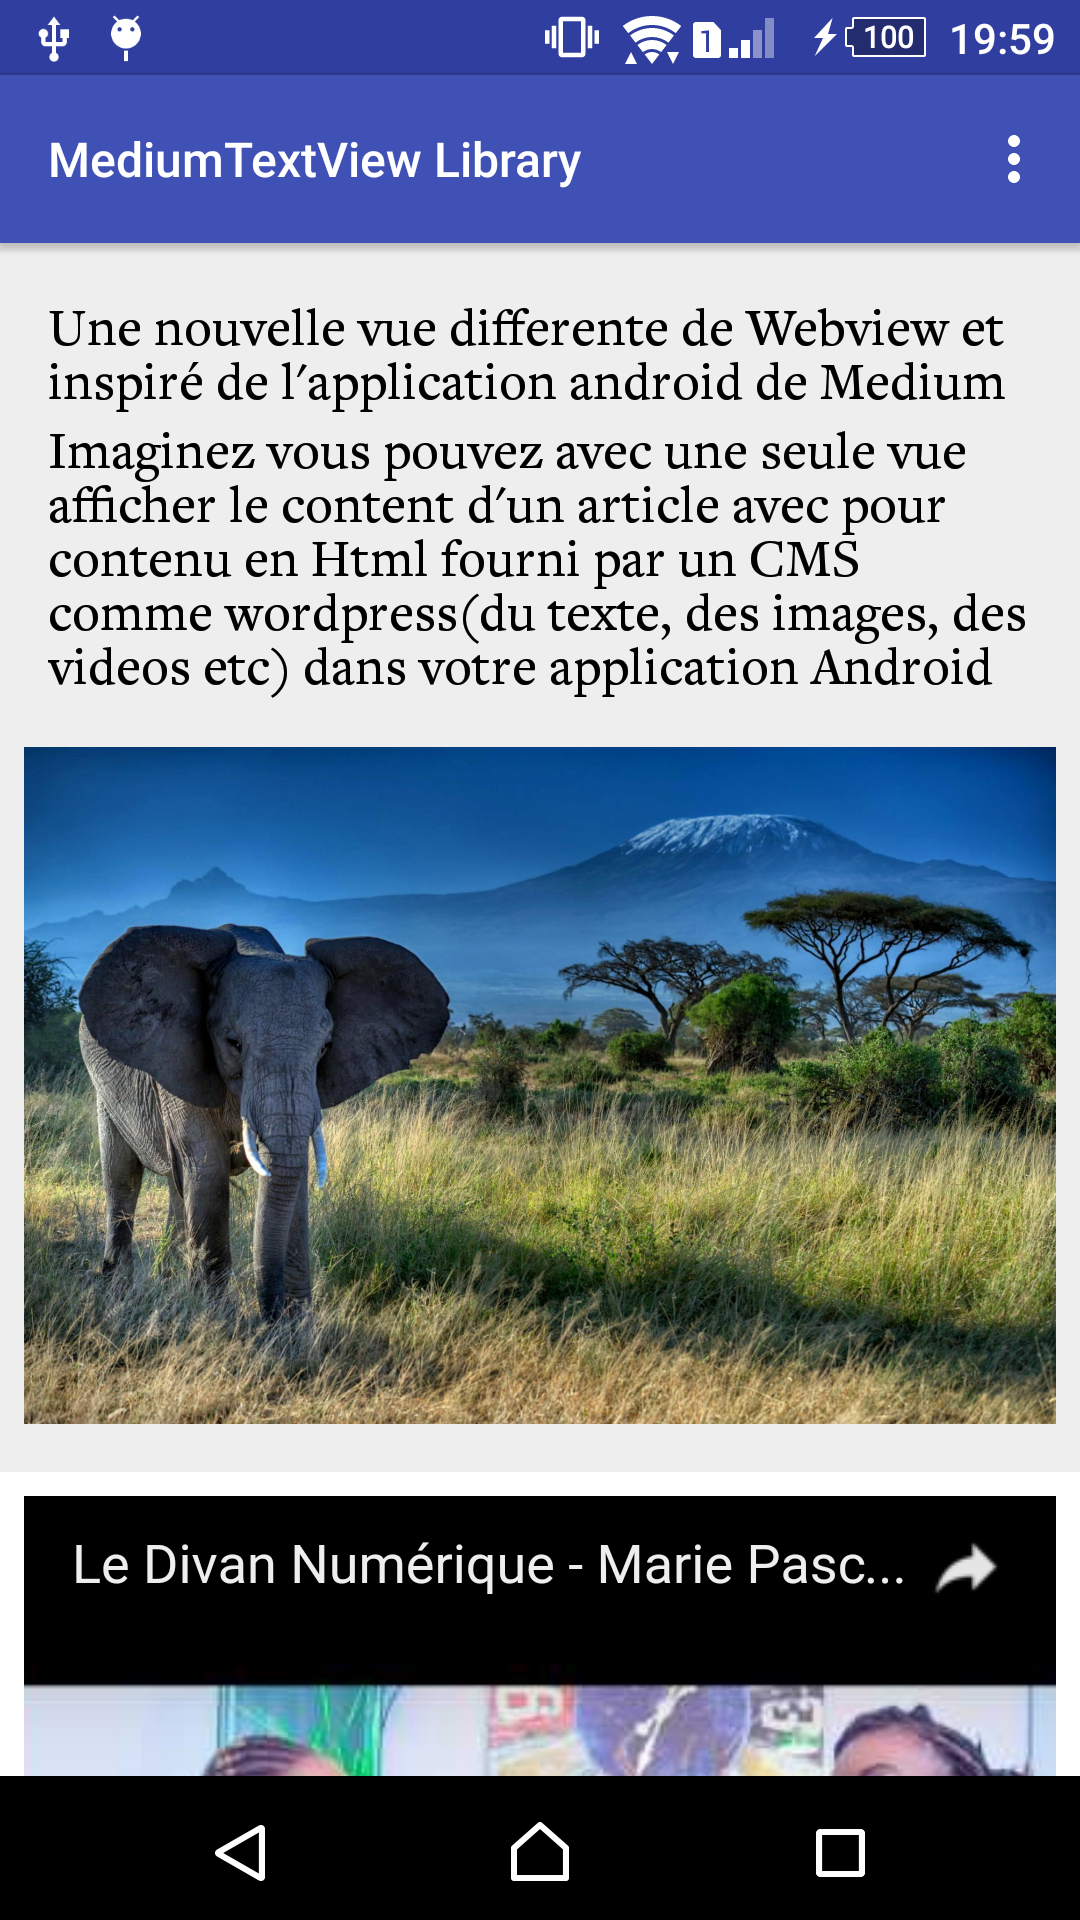 1
100
19:59
MediumTextView Library
Une nouvelle vue differente de Webview et
inspiré de l'application android de Medium
Imaginez vous pouvez avec une seule vue
afficher le content d'un article avec pour
contenu en Html fourni par un CMS
comme wordpress(du texte, des images, des
videos etc) dans votre application Android
Le Divan Numérique - Marie Pasc...